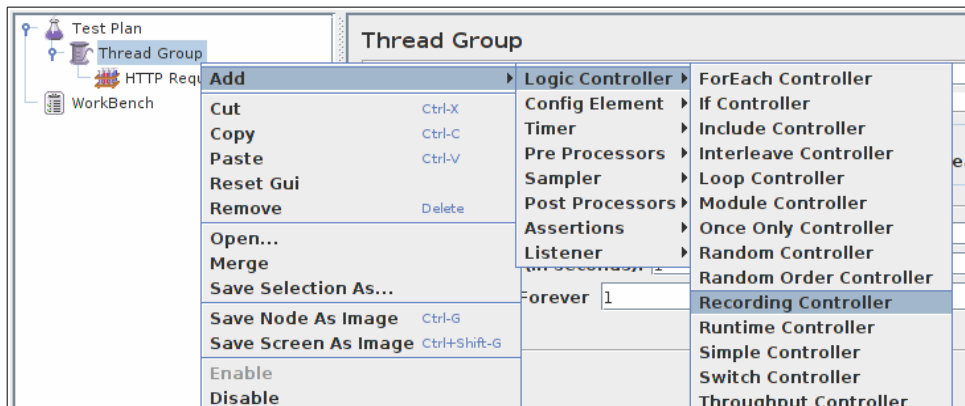 Test Plan
Thread Group
HTTP Requ
WorkBench
Thread Group
Add
Cut Ctrl-X
Copy Ctrl-C
Paste Ctrl-V
Reset Gui
Remove Delete
Open...
Merge
Save Selection As...
Save Node As Image Ctrl-G
Save Screen As Image Ctrl+Shift-G
Enable
Disable
Logic Controller
Config Element
Timer
Pre Processors
Sampler
Post Processors
Assertions
Listener
Forever 1
ForEach Controller
If Controller
Include Controller
Interleave Controller
Loop Controller
Module Controller
Once Only Controller
Random Controller
Random Order Controller
Recording Controller
Runtime Controller
Simple Controller
Switch Controller
Throughput Controller